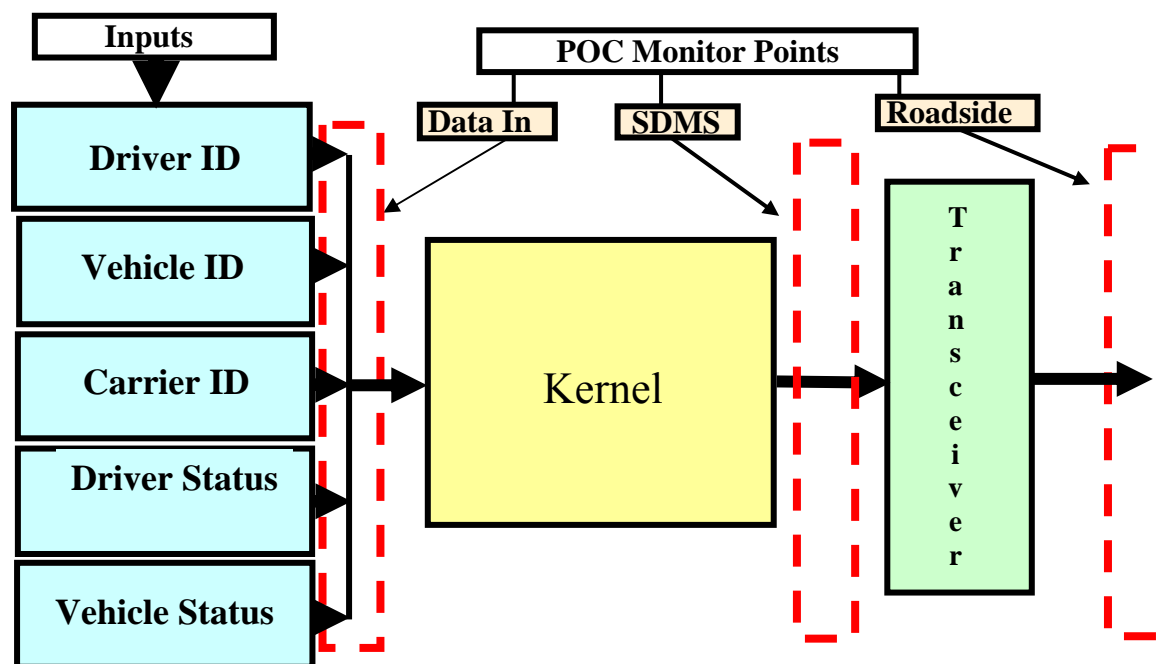 Inputs
POC Monitor Points
Data In
SDMS
Roadside
Driver ID
Vehicle ID
Carrier ID
Driver Status
Vehicle Status
Kernel
Transceiver